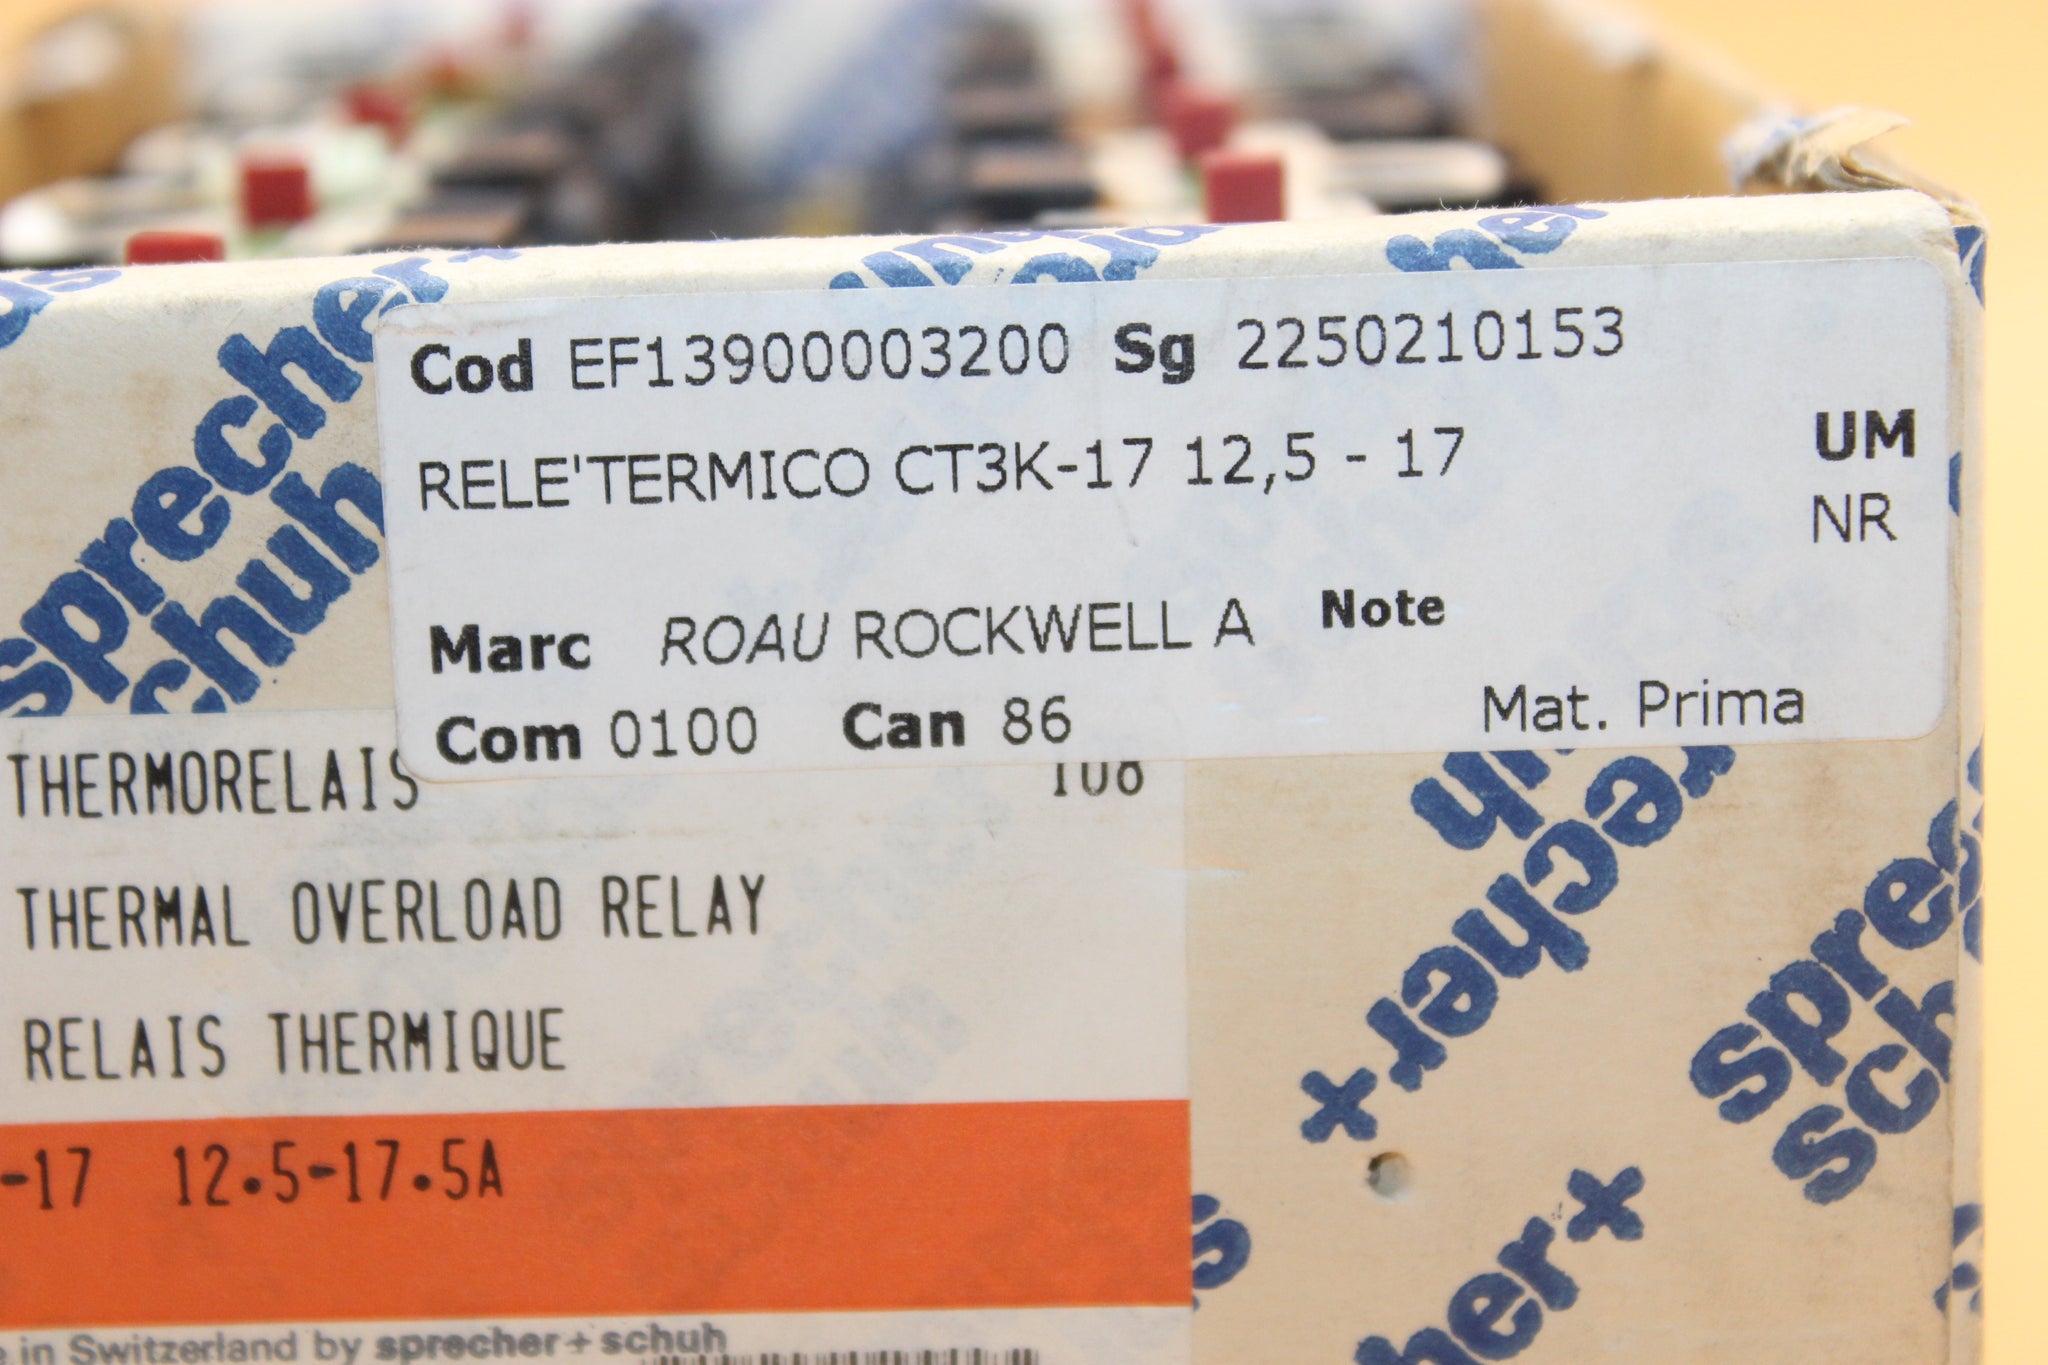 Cod EF13900003200 Sg 2250210153
RELE'TERMICO CT3K-17 12,5 - 17
UM
NR
Marc ROAU ROCKWELL A Note
Com 0100 Can 86 Mat. Prima
THERMORELAIS
THERMAL OVERLOAD RELAY
RELAIS THERMIQUE
-17 12.5-17.5A
in Switzerland by sprecher+schuh
sprecher+
schuh
sprecher+
schuh